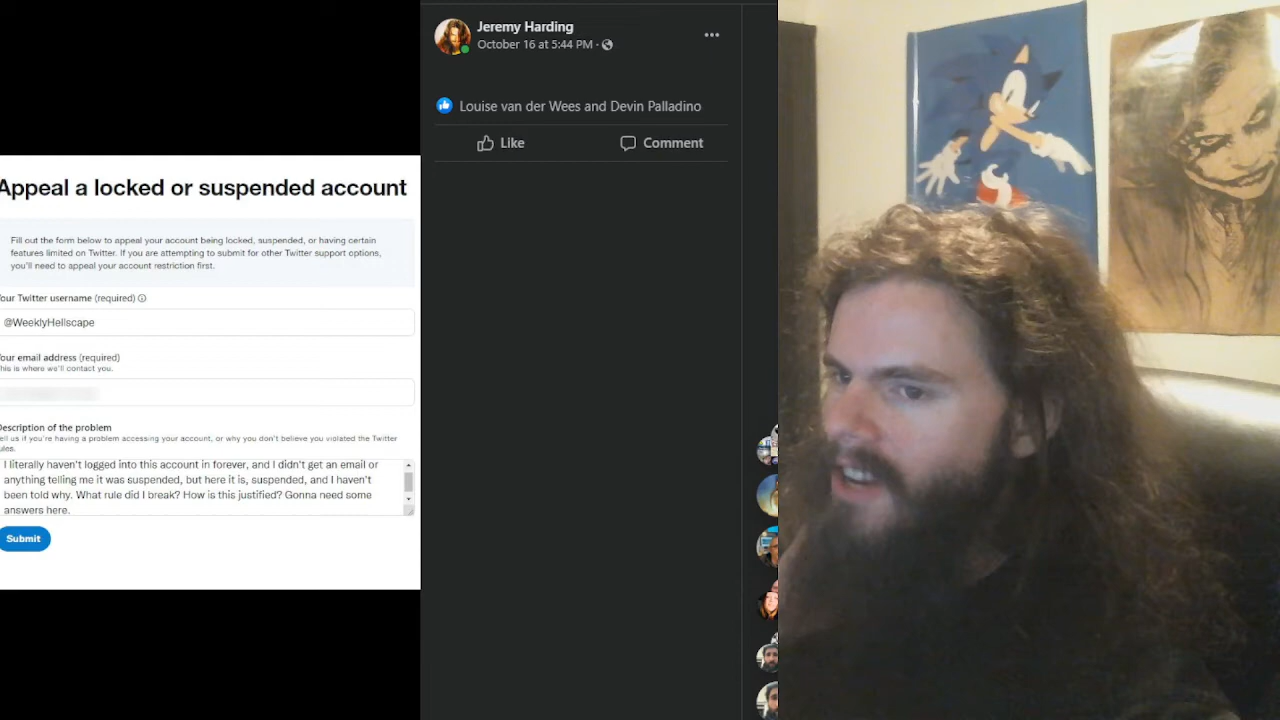 Jeremy Harding
October 16 at 5:44 PM ·
Louise van der Wees and Devin Palladino
Like
Comment
Appeal a locked or suspended account
Fill out the form below to appeal your account being locked, suspended, or having certain
features limited on Twitter. If you are attempting to submit for other Twitter support options,
you'll need to appeal your account restriction first.
our Twitter username (required)
@WeeklyHellscape
our email address (required)
his is where we'll contact you.
Description of the problem
ell us if you're having a problem accessing your account, or why you don't believe you violated the Twitter
ules.
I literally haven't logged into this account in forever, and I didn't get an email or
anything telling me it was suspended, but here it is, suspended, and I haven't
been told why. What rule did I break? How is this justified? Gonna need some
answers here.
Submit